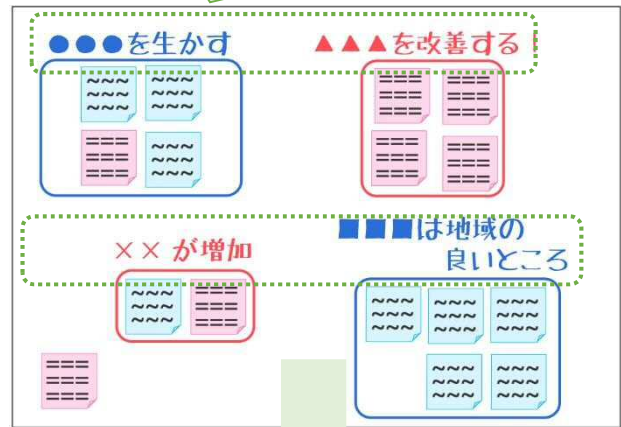 ●●●を生かす
▲▲▲を改善する
~~~ ~~~
~~~ ~~~
~~~ ~~~
=== ~~~
=== ~~~
=== ~~~
=== ===
=== ===
=== ===
=== ===
=== ===
=== ===
××が増加
■■■は地域の
良いところ
~~~ ===
~~~ ===
~~~ ===
~~~ ~~~ ~~~
~~~ ~~~ ~~~
~~~ ~~~ ~~~
~~~ ~~~
~~~ ~~~
~~~ ~~~
===
===
===